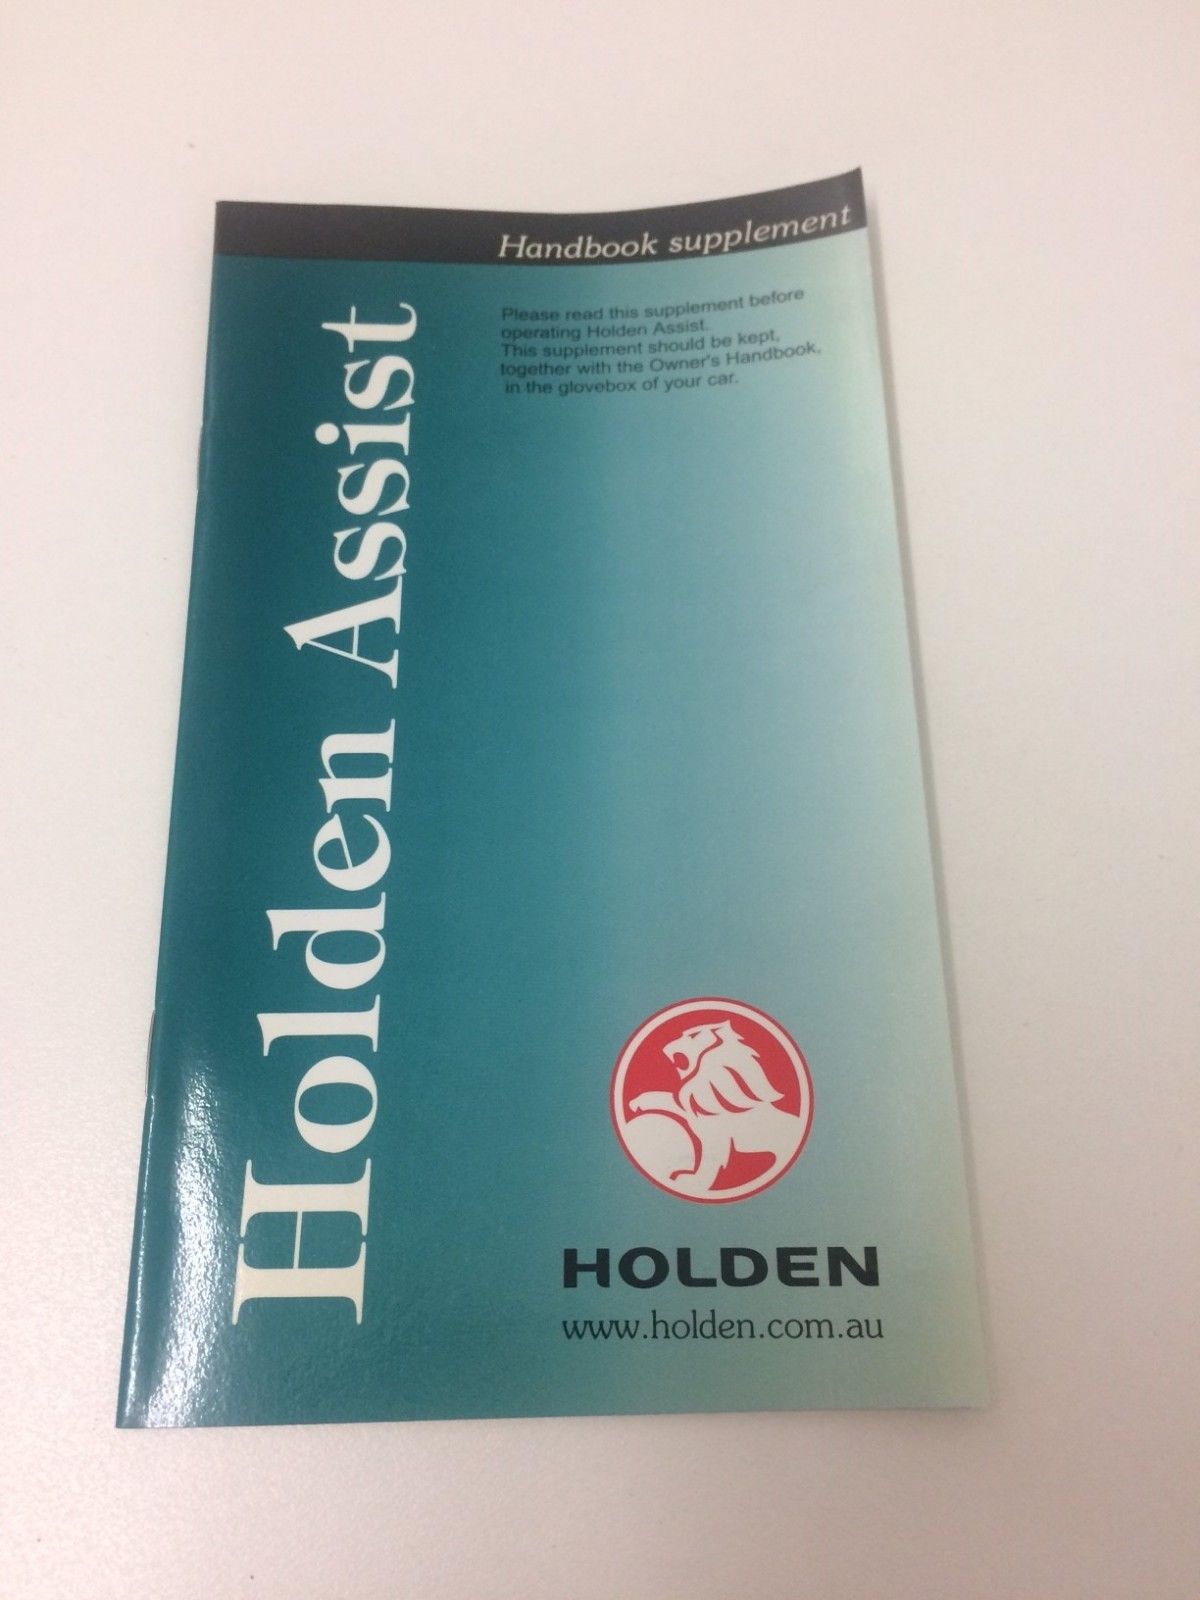 Handbook supplement
Please read this supplement before
operating Holden Assist.
This supplement should be kept,
together with the Owner's Handbook,
in the glovebox of your car.
Holden Assist
HOLDEN
www.holden.com.au